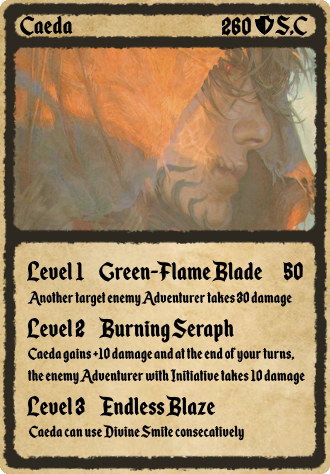 Caeda 260 S.C
Level 1 Green-Flame Blade 50
Another target enemy Adventurer takes 30 damage
Level 2 Burning Seraph
Caeda gains +10 damage and at the end of your turns,
the enemy Adventurer with Initiative takes 10 damage
Level 3 Endless Blaze
Caeda can use Divine Smite consecatively